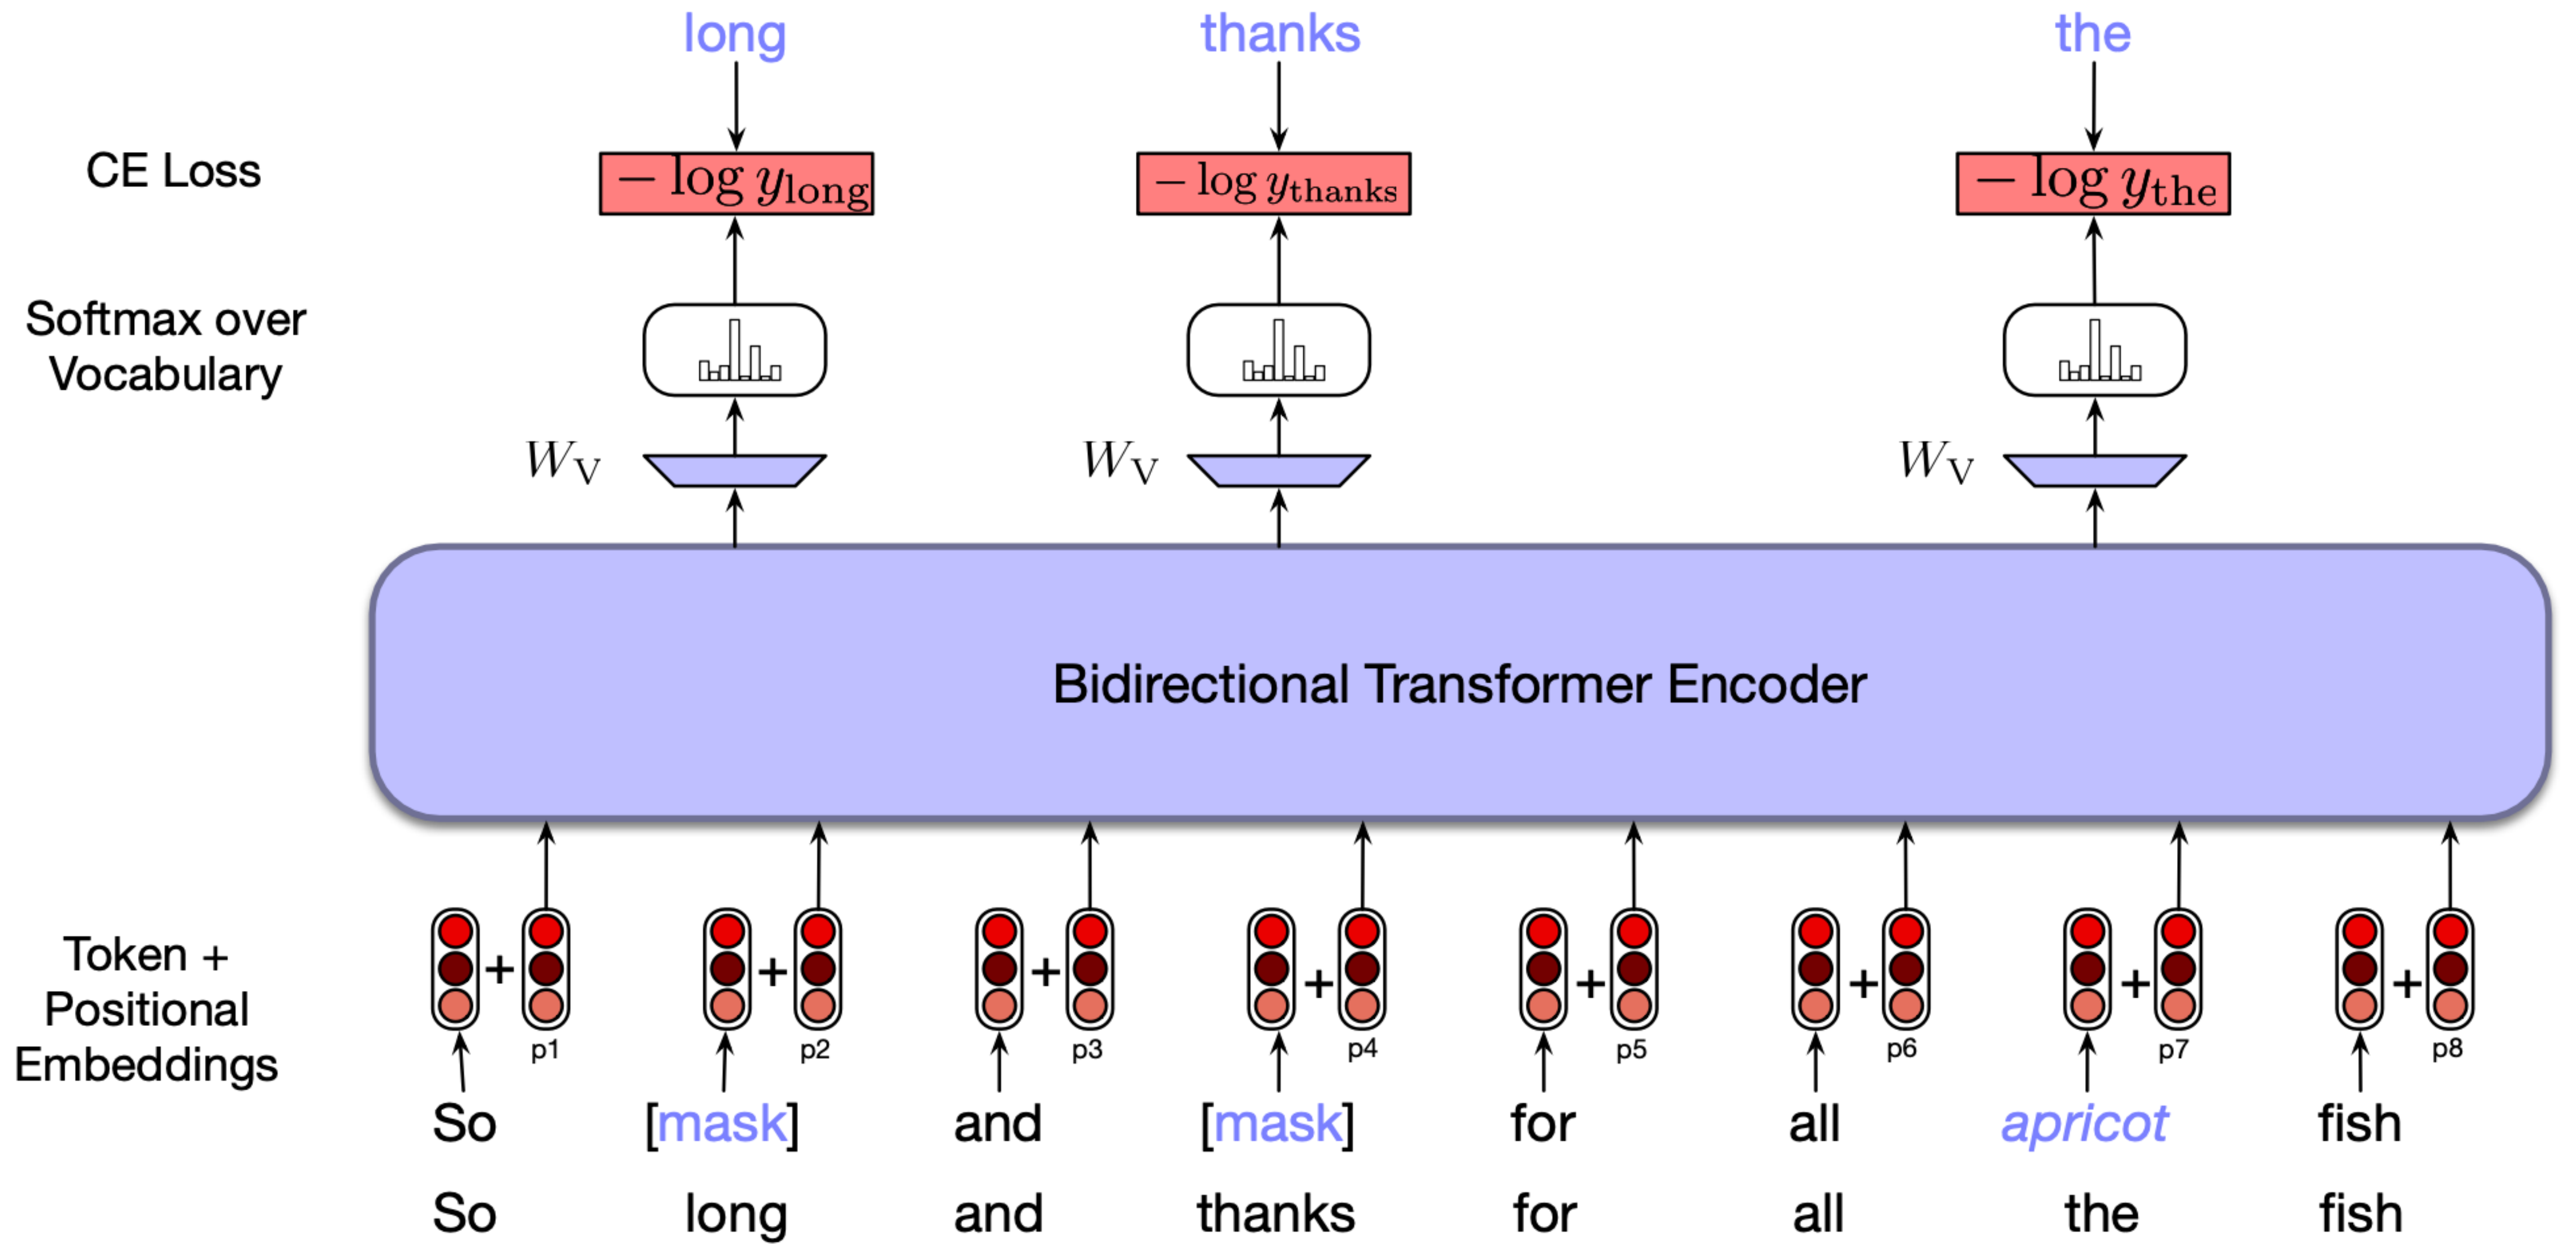 long thanks the
CE Loss
− log y_long − log y_thanks − log y_the
Softmax over
Vocabulary
W_V W_V W_V
Bidirectional Transformer Encoder
Token +
Positional
Embeddings
+ + + + + + + +
p1 p2 p3 p4 p5 p6 p7 p8
So [mask] and [mask] for all apricot fish
So long and thanks for all the fish